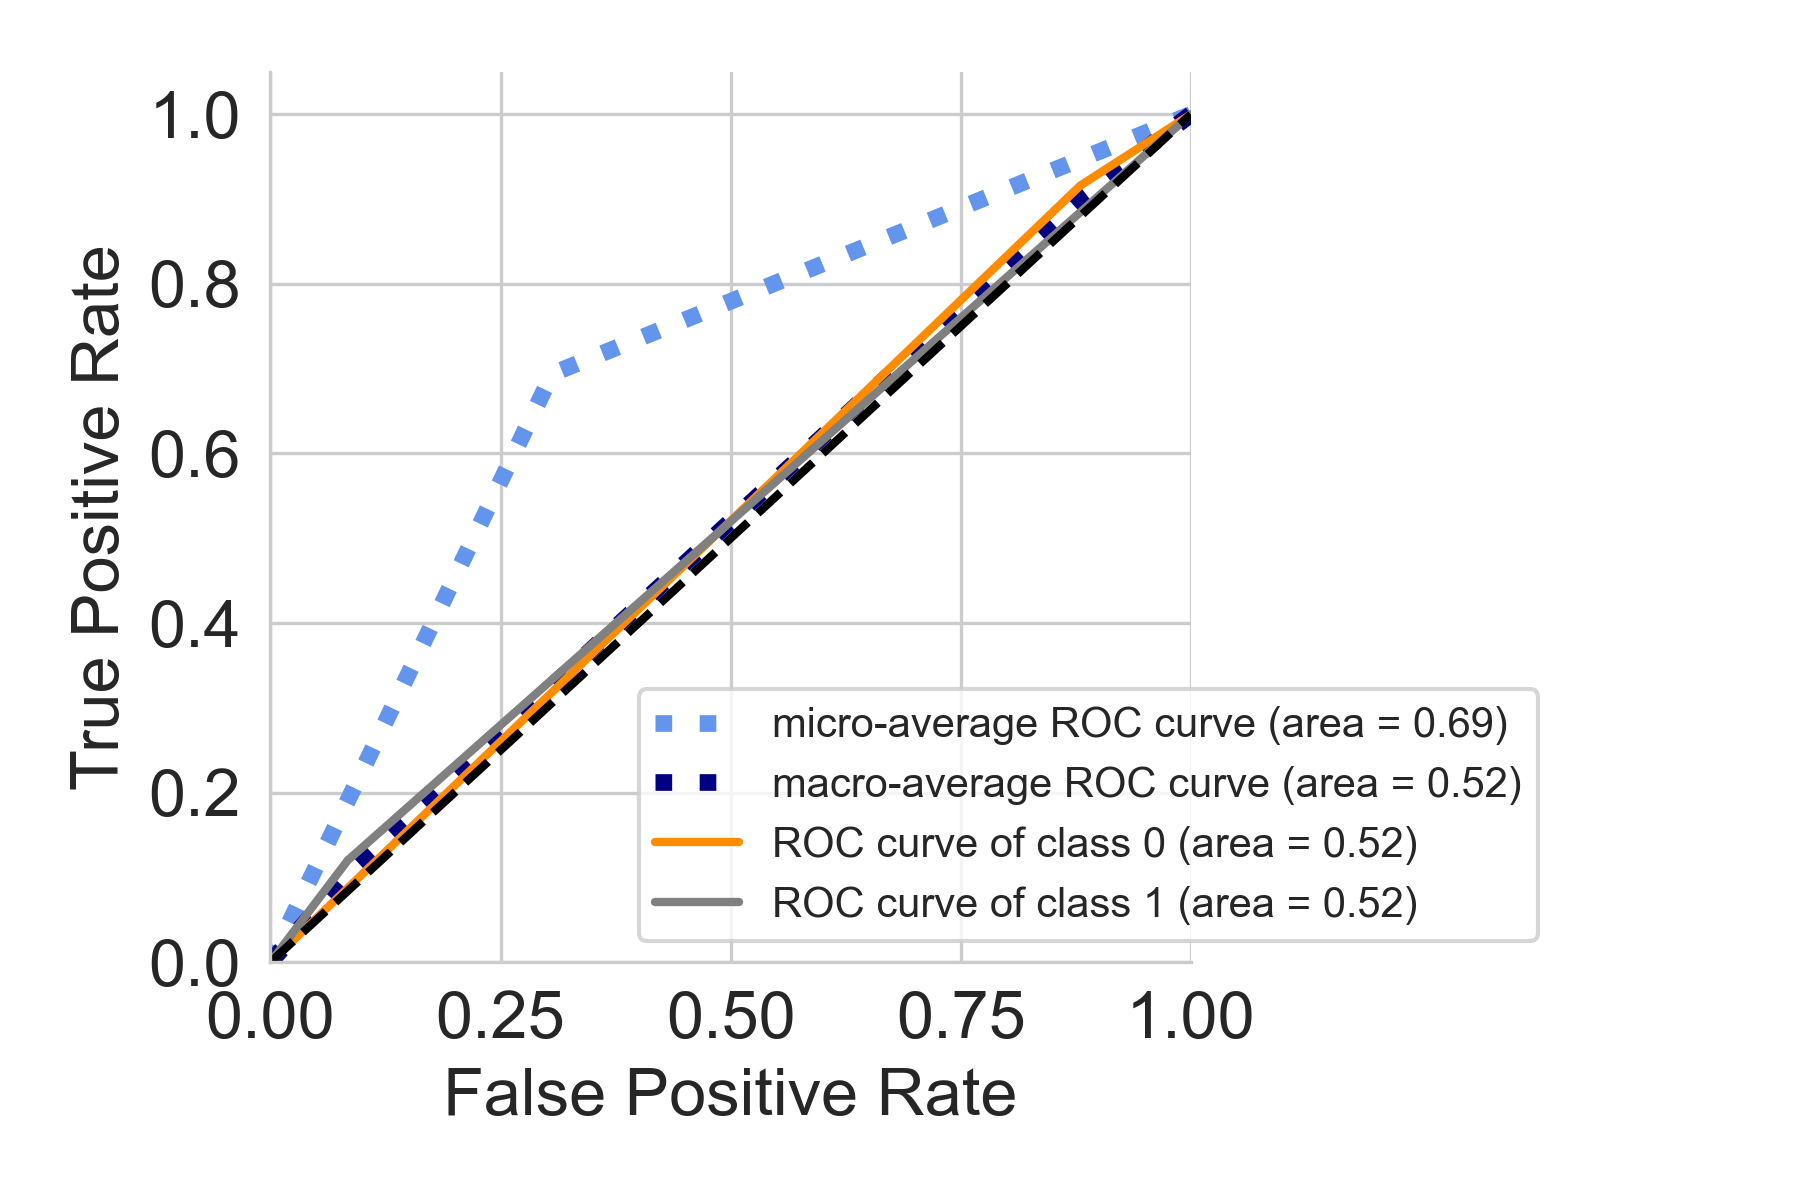 1.0
0.8
0.6
0.4
0.2
0.0
True Positive Rate
micro-average ROC curve (area = 0.69)
macro-average ROC curve (area = 0.52)
ROC curve of class 0 (area = 0.52)
ROC curve of class 1 (area = 0.52)
0.00 0.25 0.50 0.75 1.00
False Positive Rate